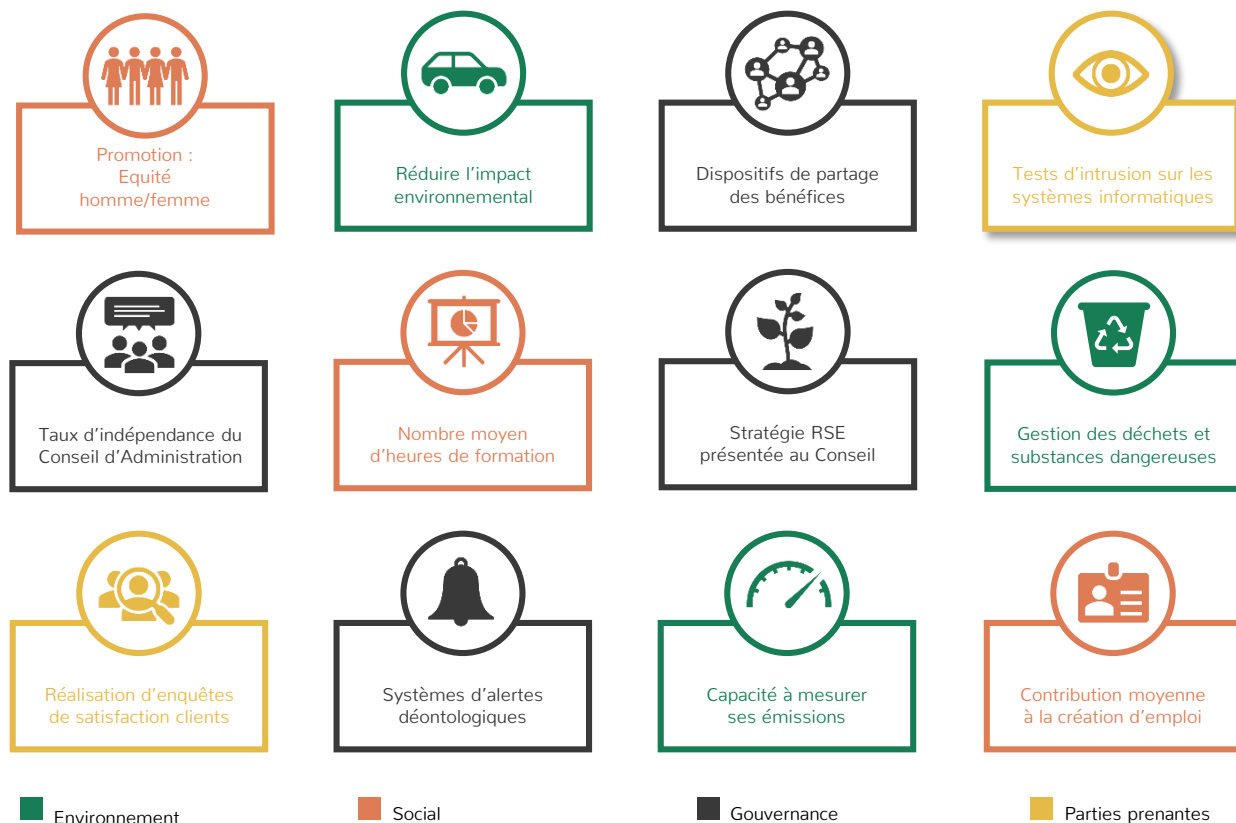 Promotion :
Equité
homme/femme
Réduire l'impact
environnemental
Dispositifs de partage
des bénéfices
Tests d'intrusion sur les
systèmes informatiques
Taux d'indépendance du
Conseil d'Administration
Nombre moyen
d'heures de formation
Stratégie RSE
présentée au Conseil
Gestion des déchets et
substances dangereuses
Réalisation d'enquêtes
de satisfaction clients
Systèmes d'alertes
déontologiques
Capacité à mesurer
ses émissions
Contribution moyenne
à la création d'emploi
Environnement
Social
Gouvernance
Parties prenantes